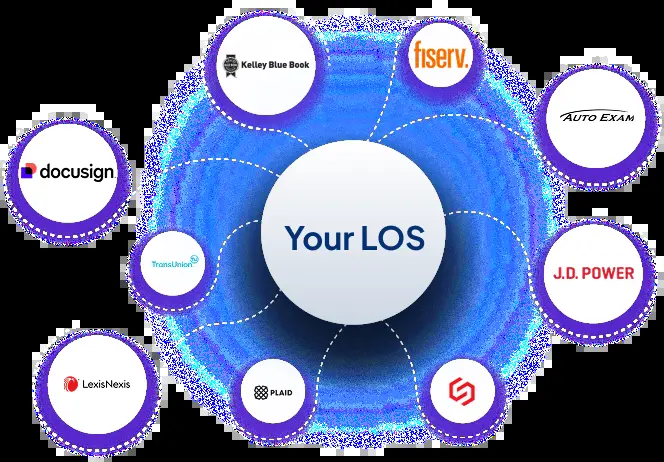 Kelley Blue Book
fiserv.
AUTO EXAM
docusign
Your LOS
TransUnion
J.D. POWER
LexisNexis
PLAID